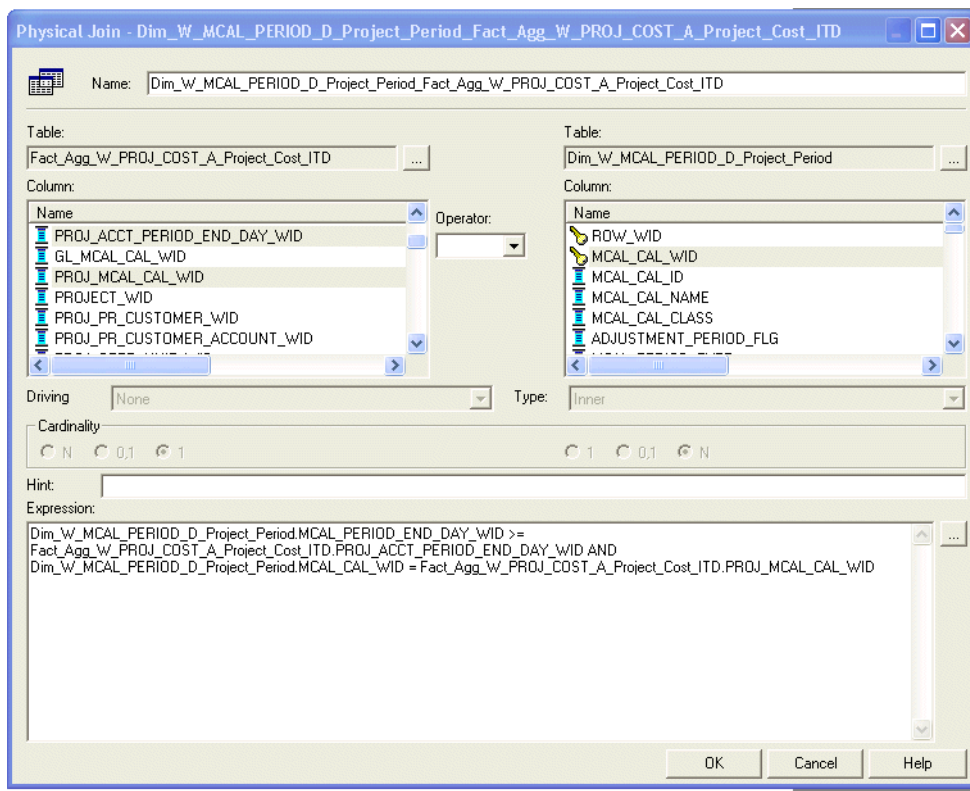 Physical Join - Dim_W_MCAL_PERIOD_D_Project_Period_Fact_Agg_W_PROJ_COST_A_Project_Cost_ITD
Name: Dim_W_MCAL_PERIOD_D_Project_Period_Fact_Agg_W_PROJ_COST_A_Project_Cost_ITD
Table: Table:
Fact_Agg_W_PROJ_COST_A_Project_Cost_ITD ... Dim_W_MCAL_PERIOD_D_Project_Period ...
Column: Column:
Name Operator: Name
PROJ_ACCT_PERIOD_END_DAY_WID ROW_WID
GL_MCAL_CAL_WID MCAL_CAL_WID
PROJ_MCAL_CAL_WID MCAL_CAL_ID
PROJECT_WID MCAL_CAL_NAME
PROJ_PR_CUSTOMER_WID MCAL_CAL_CLASS
PROJ_PR_CUSTOMER_ACCOUNT_WID ADJUSTMENT_PERIOD_FLG
Driving None Type: Inner
Cardinality
N 0,1 1 1 0,1 N
Hint:
Expression:
Dim_W_MCAL_PERIOD_D_Project_Period.MCAL_PERIOD_END_DAY_WID >=
Fact_Agg_W_PROJ_COST_A_Project_Cost_ITD.PROJ_ACCT_PERIOD_END_DAY_WID AND
Dim_W_MCAL_PERIOD_D_Project_Period.MCAL_CAL_WID = Fact_Agg_W_PROJ_COST_A_Project_Cost_ITD.PROJ_MCAL_CAL_WID
...
OK Cancel Help